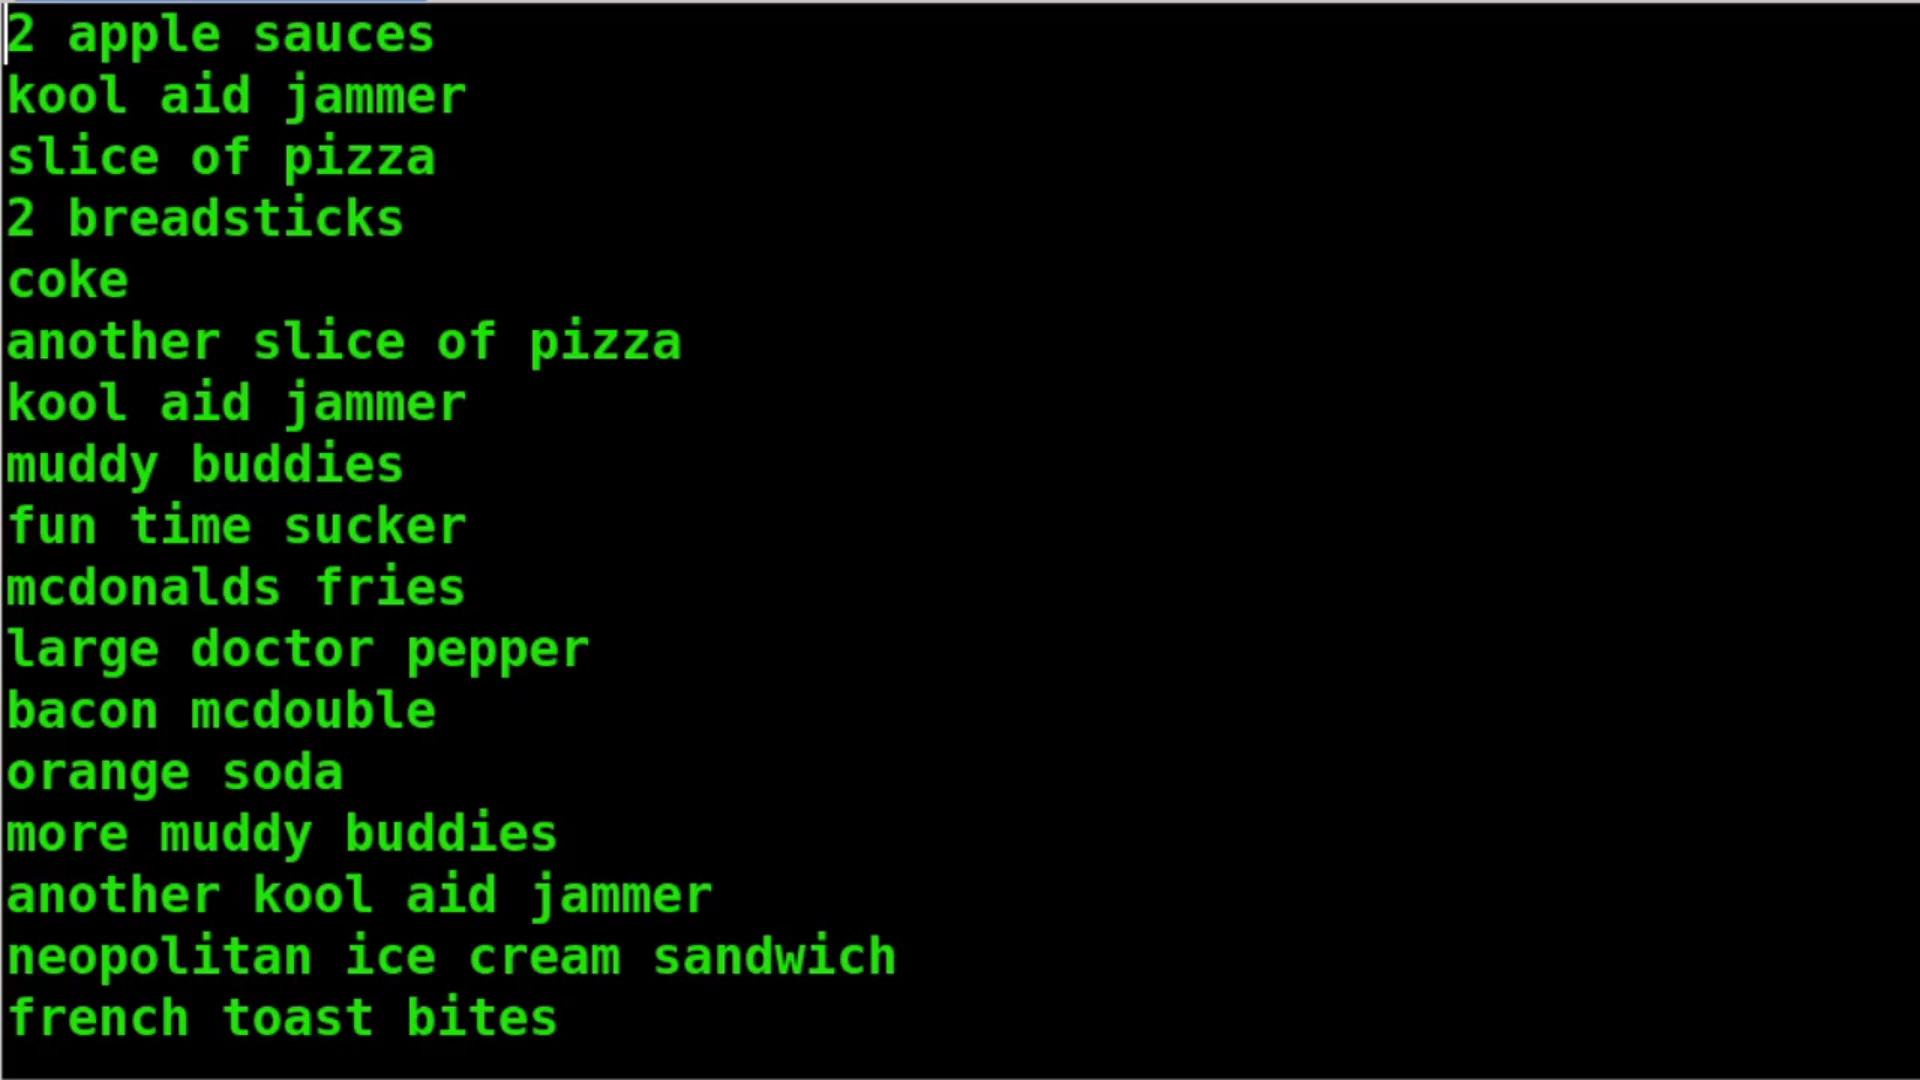 2 apple sauces
kool aid jammer
slice of pizza
2 breadsticks
coke
another slice of pizza
kool aid jammer
muddy buddies
fun time sucker
mcdonalds fries
large doctor pepper
bacon mcdouble
orange soda
more muddy buddies
another kool aid jammer
neopolitan ice cream sandwich
french toast bites